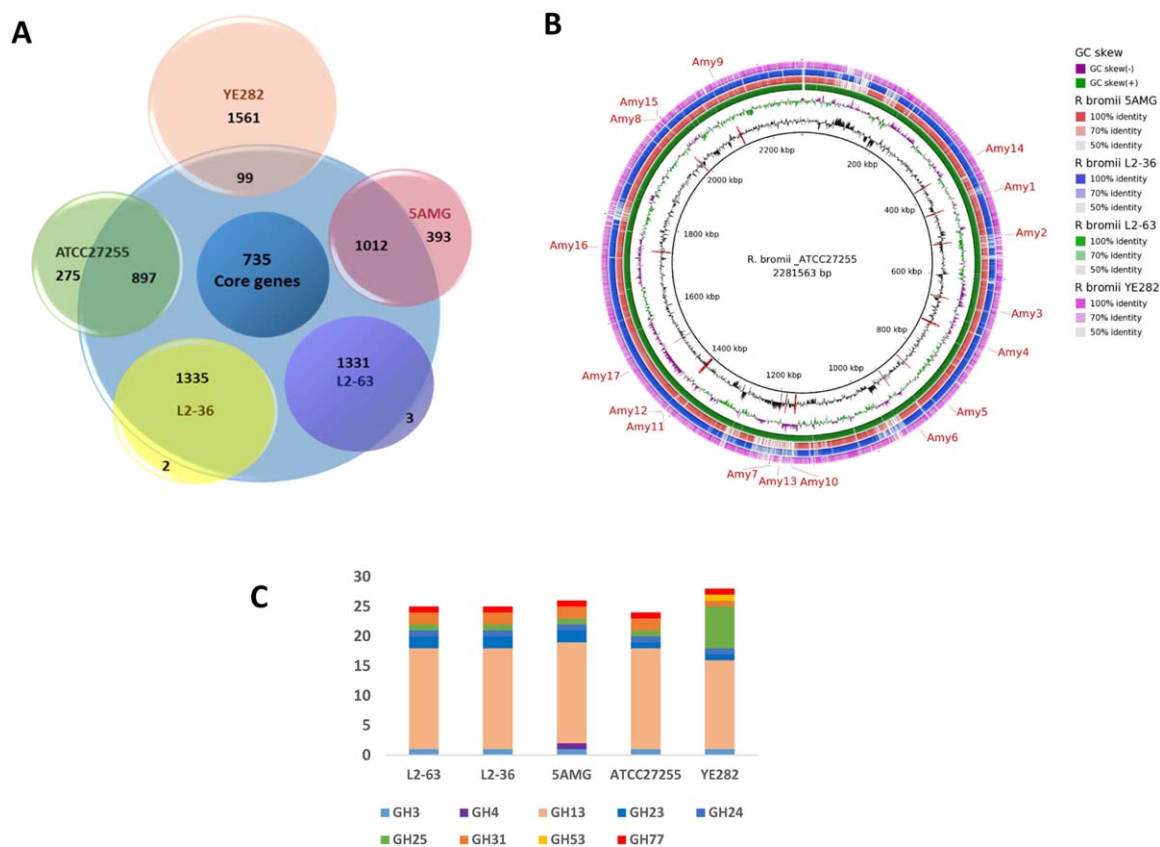 A
YE282
1561
99
5AMG
1012
393
ATCC27255
275
897
735
Core genes
1335
L2-36
2
1331
L2-63
3
B
Amy9
Amy15
Amy8
Amy14
Amy1
Amy2
Amy16
Amy3
Amy4
Amy17
Amy5
Amy12
Amy11
Amy6
Amy7
Amy13
Amy10
2200 kbp
200 kbp
2000 kbp
400 kbp
1800 kbp
R. bromii _ATCC27255
2281563 bp
600 kbp
1600 kbp
800 kbp
1400 kbp
1000 kbp
1200 kbp
GC skew
GC skew(-)
GC skew(+)
R bromii 5AMG
100% identity
70% identity
50% identity
R bromii L2-36
100% identity
70% identity
50% identity
R bromii L2-63
100% identity
70% identity
50% identity
R bromii YE282
100% identity
70% identity
50% identity
C
30
25
20
15
10
5
0
L2-63 L2-36 5AMG ATCC27255 YE282
GH3 GH4 GH13 GH23 GH24
GH25 GH31 GH53 GH77